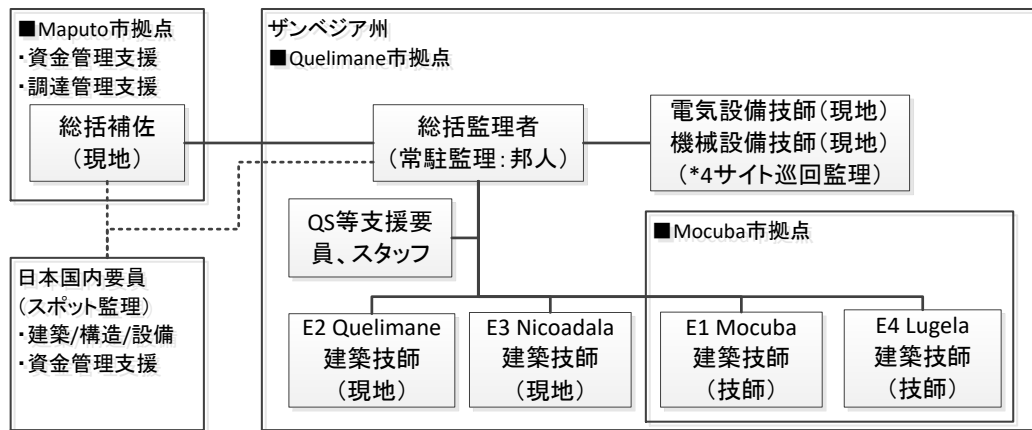 ■Maputo市拠点
・資金管理支援
・調達管理支援
総括補佐
(現地)
日本国内要員
(スポット監理)
・建築/構造/設備
・資金管理支援
ザンベジア州
■Quelimane市拠点
総括監理者
(常駐監理:邦人)
電気設備技師(現地)
機械設備技師(現地)
(*4サイト巡回監理)
QS等支援要
員、スタッフ
■Mocuba市拠点
E2 Quelimane
建築技師
(現地)
E3 Nicoadala
建築技師
(現地)
E1 Mocuba
建築技師
(技師)
E4 Lugela
建築技師
(技師)